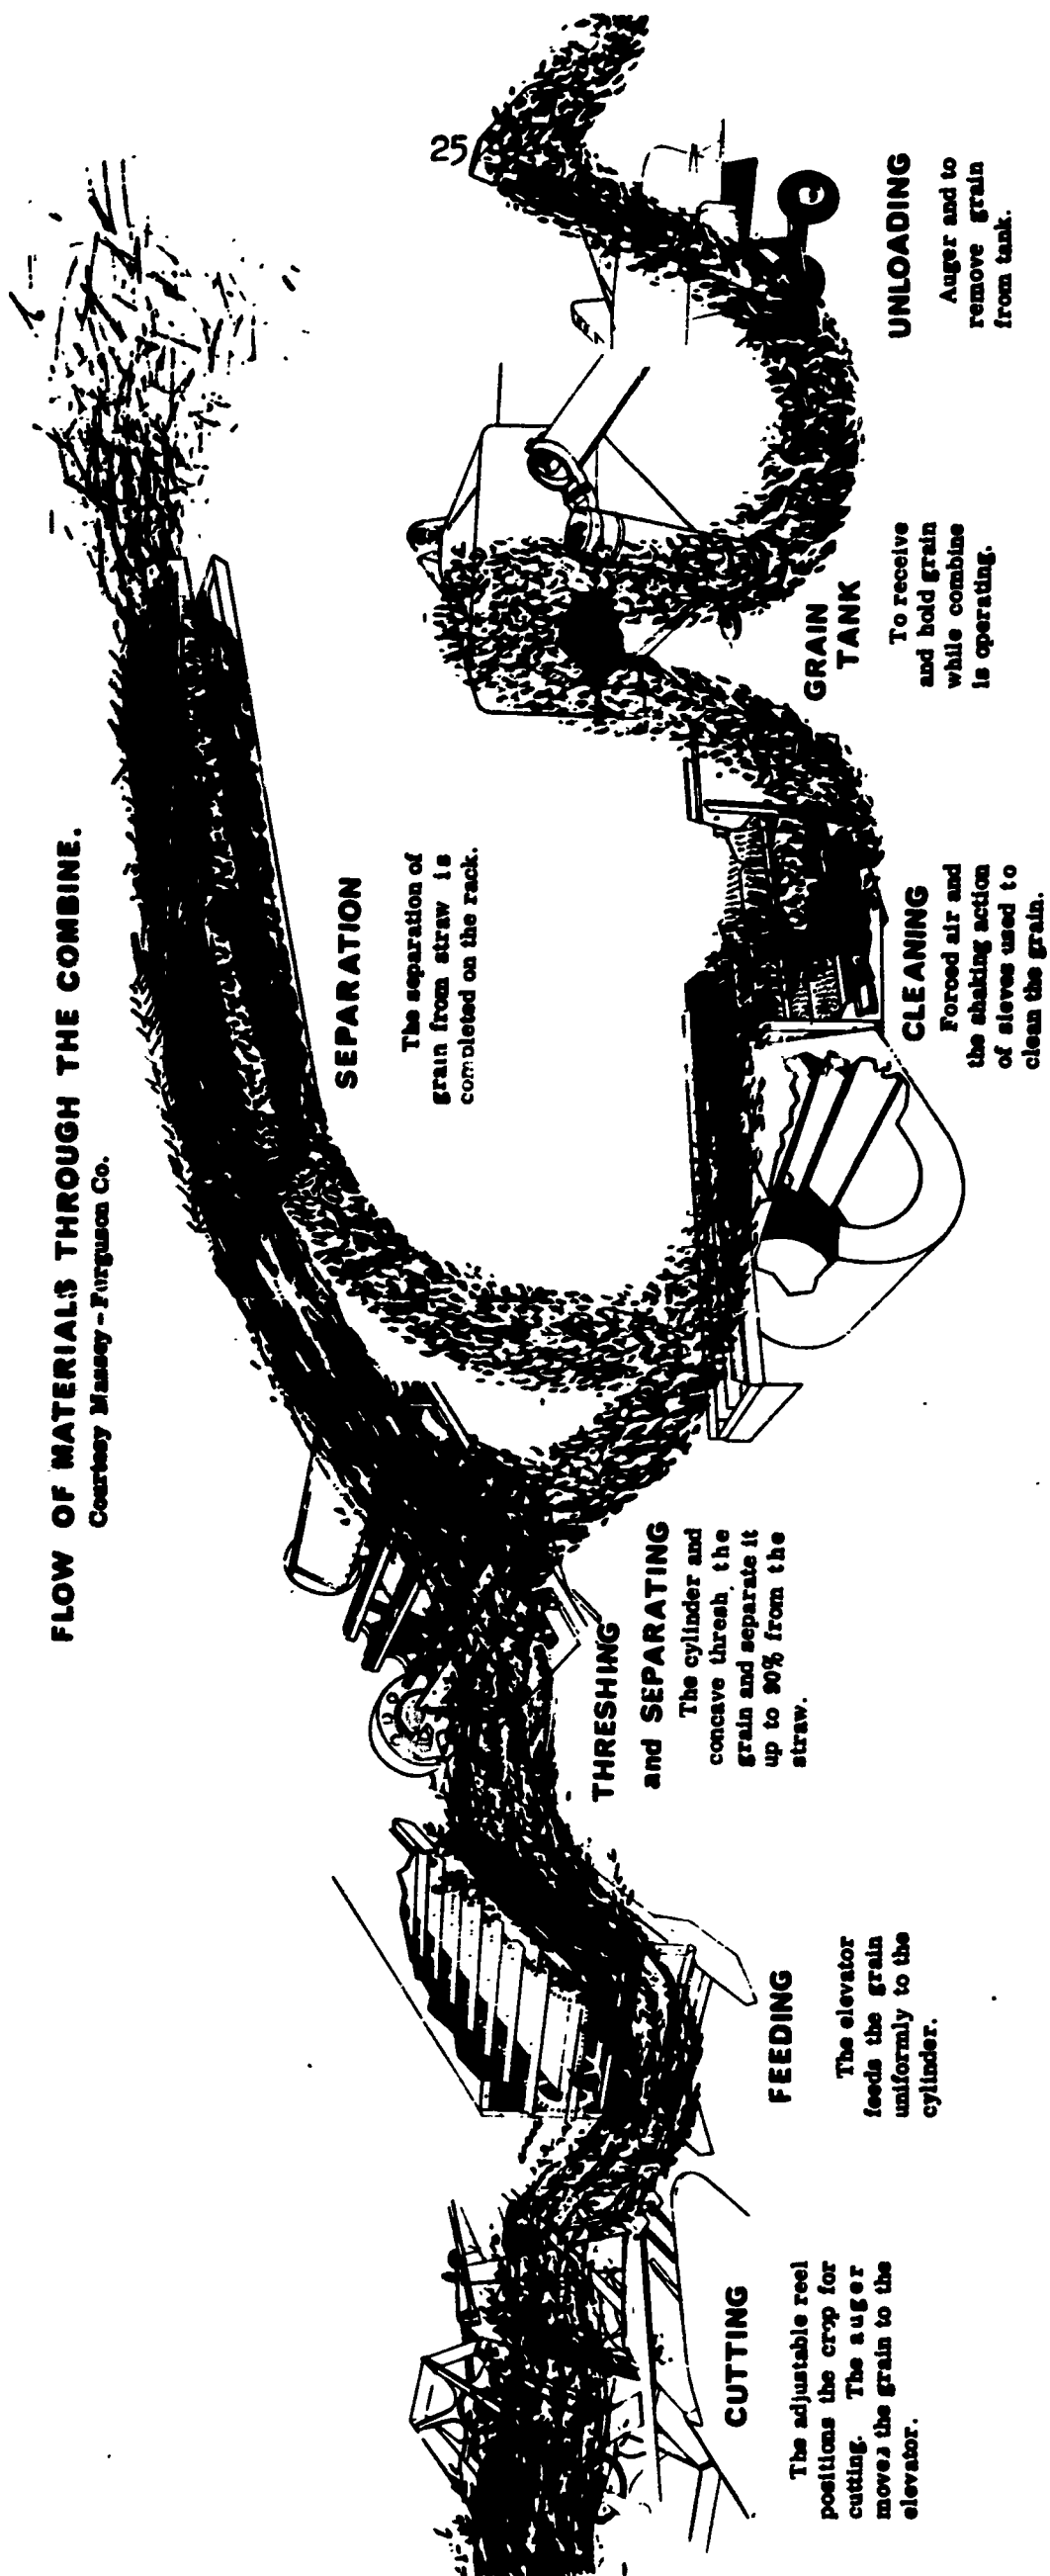 FLOW OF MATERIALS THROUGH THE COMBINE.
Courtesy Massey-Ferguson Co.
25
CUTTING
The adjustable reel
positions the crop for
cutting. The auger
moves the grain to the
elevator.
FEEDING
The elevator
feeds the grain
uniformly to the
cylinder.
THRESHING
and SEPARATING
The cylinder and
concave thresh the
grain and separate it
up to 90% from the
straw.
SEPARATION
The separation of
grain from straw is
completed on the rack.
CLEANING
Forced air and
the shaking action
of sieves used to
clean the grain.
GRAIN
TANK
To receive
and hold grain
while combine
is operating.
UNLOADING
Auger and to
remove grain
from tank.